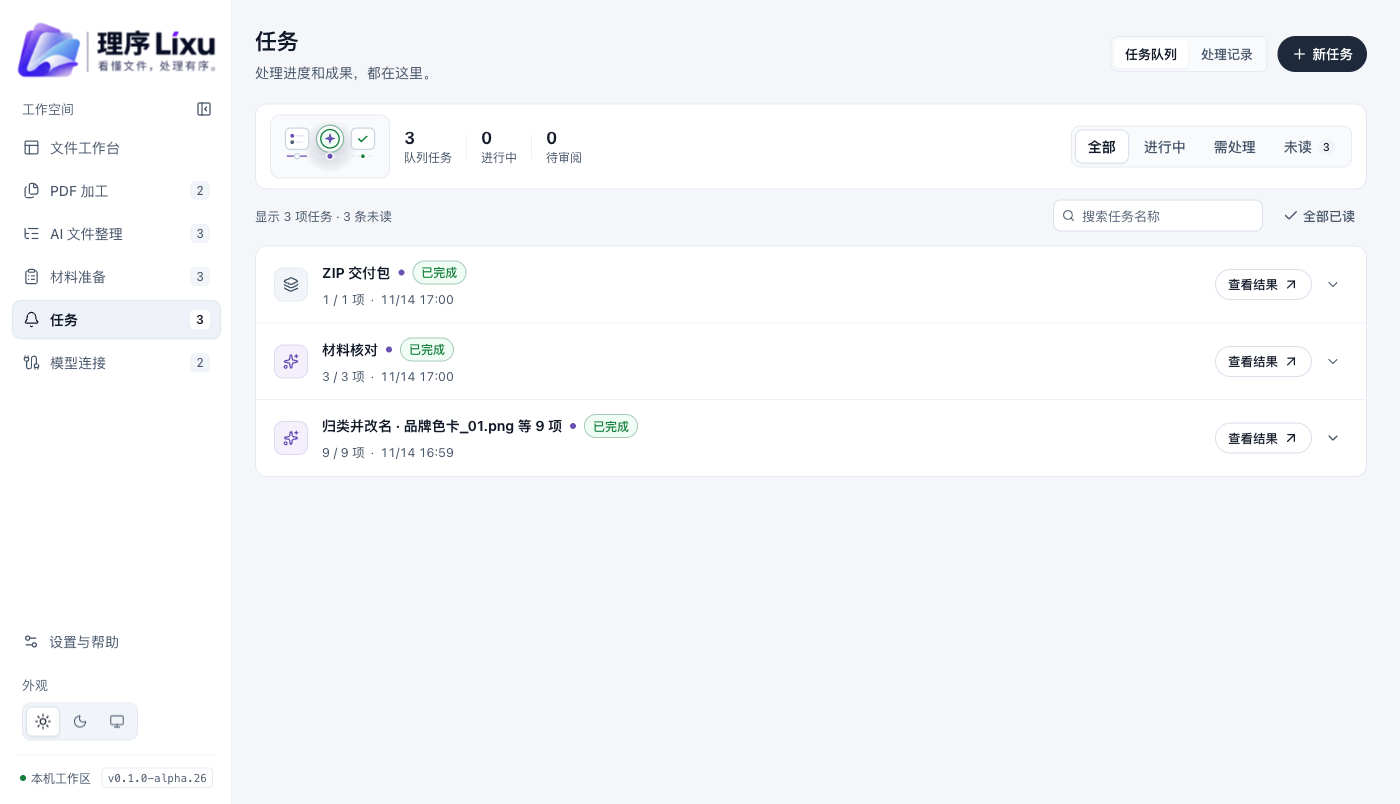 理序 Lixu
看懂文件，处理有序。
工作空间
文件工作台
PDF 加工 2
AI 文件整理 3
材料准备 3
任务 3
模型连接 2
设置与帮助
外观
本机工作区 v0.1.0-alpha.26
任务
处理进度和成果，都在这里。
任务队列 处理记录 新任务
3 0 0
队列任务 进行中 待审阅
全部 进行中 需处理 未读 3
显示 3 项任务 · 3 条未读
搜索任务名称 全部已读
ZIP 交付包 已完成
1 / 1 项 · 11/14 17:00
查看结果
材料核对 已完成
3 / 3 项 · 11/14 17:00
查看结果
归类并改名 · 品牌色卡_01.png 等 9 项 已完成
9 / 9 项 · 11/14 16:59
查看结果